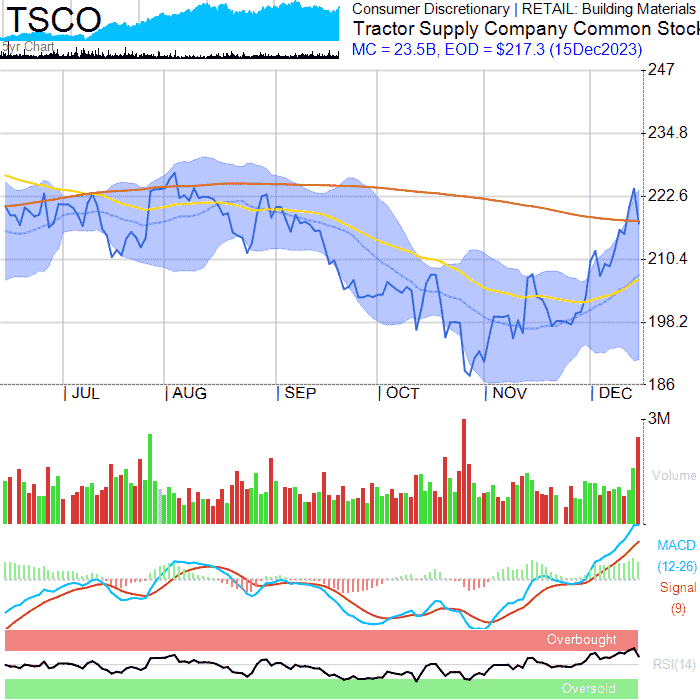 TSCO
5yr Chart
Consumer Discretionary | RETAIL: Building Materials
Tractor Supply Company Common Stock
MC = 23.5B, EOD = $217.3 (15Dec2023)
247
234.8
222.6
210.4
198.2
186
JUL
AUG
SEP
OCT
NOV
DEC
3M
Volume
MACD
(12-26)
Signal
(9)
Overbought
RSI(14)
Oversold